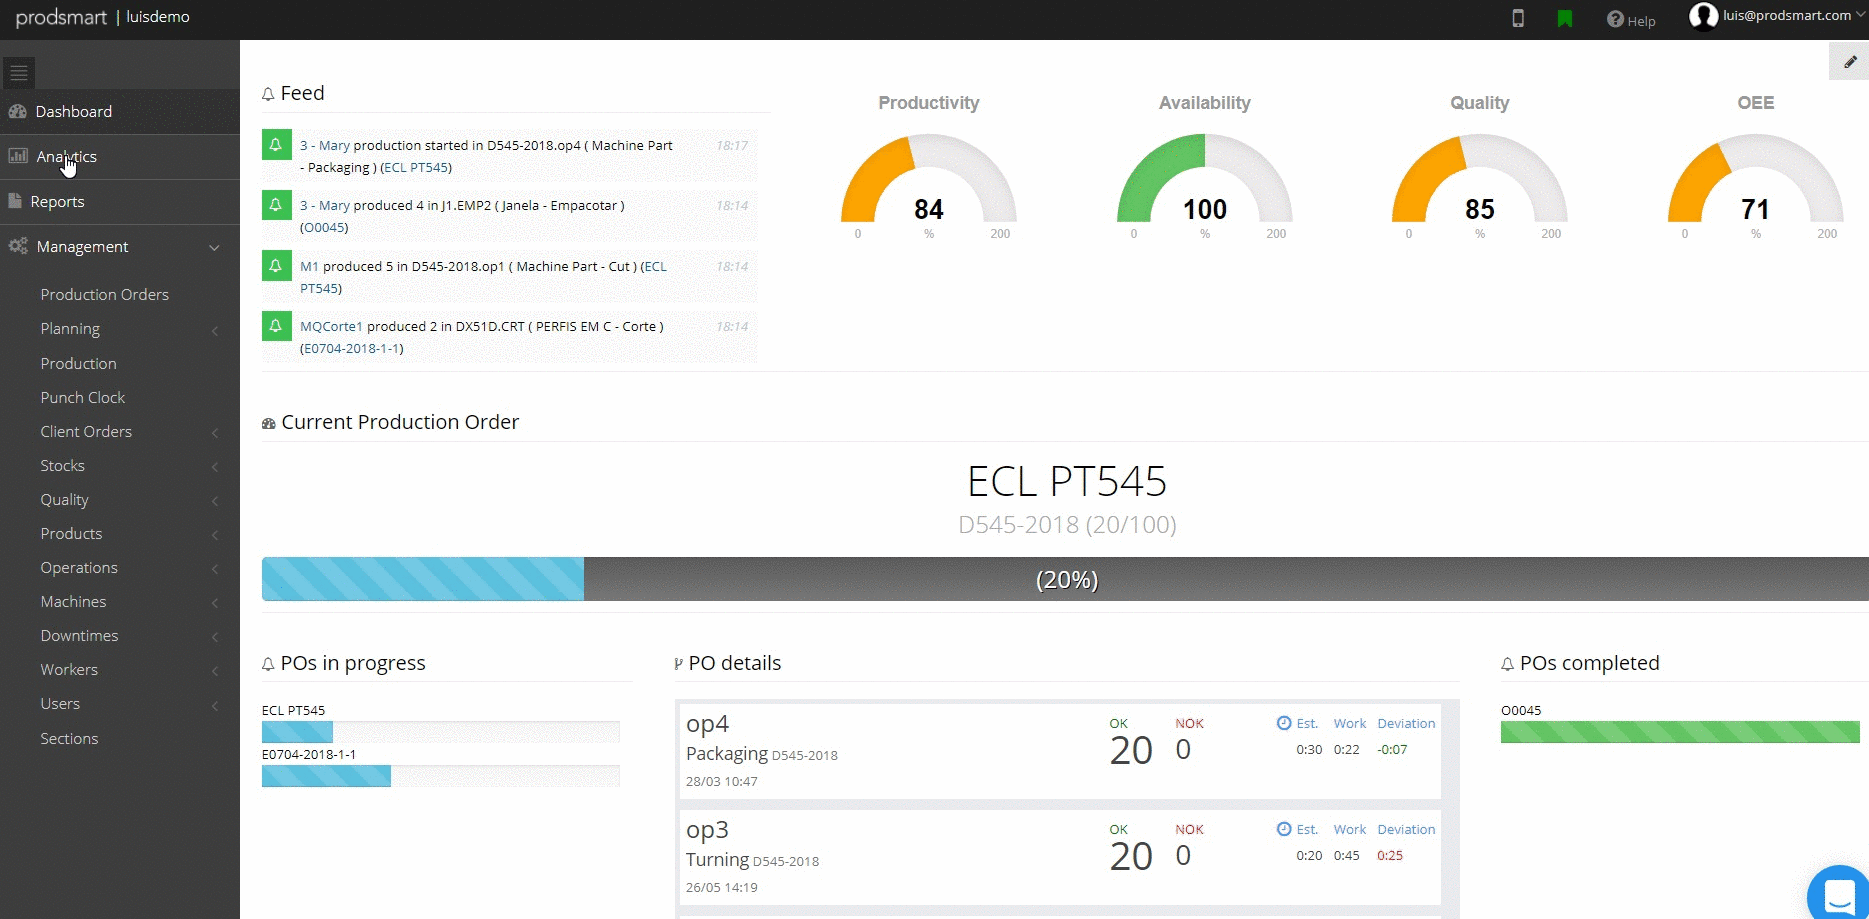 prodsmart | luisdemo
Help
luis@prodsmart.com
Dashboard
Analytics
Reports
Management
Production Orders
Planning
Production
Punch Clock
Client Orders
Stocks
Quality
Products
Operations
Machines
Downtimes
Workers
Users
Sections
Feed
3 - Mary production started in D545-2018.op4 ( Machine Part
- Packaging ) (ECL PT545)
18:17
3 - Mary produced 4 in J1.EMP2 ( Janela - Empacotar )
(O0045)
18:14
M1 produced 5 in D545-2018.op1 ( Machine Part - Cut ) (ECL
PT545)
18:14
MQCorte1 produced 2 in DX51D.CRT ( PERFIS EM C - Corte )
(E0704-2018-1-1)
18:14
Productivity
84
0 % 200
Availability
100
0 % 200
Quality
85
0 % 200
OEE
71
0 % 200
Current Production Order
ECL PT545
D545-2018 (20/100)
(20%)
POs in progress
ECL PT545
E0704-2018-1-1
PO details
op4
Packaging D545-2018
28/03 10:47
OK NOK
20 0
Est. Work Deviation
0:30 0:22 -0:07
op3
Turning D545-2018
26/05 14:19
OK NOK
20 0
Est. Work Deviation
0:20 0:45 0:25
POs completed
O0045